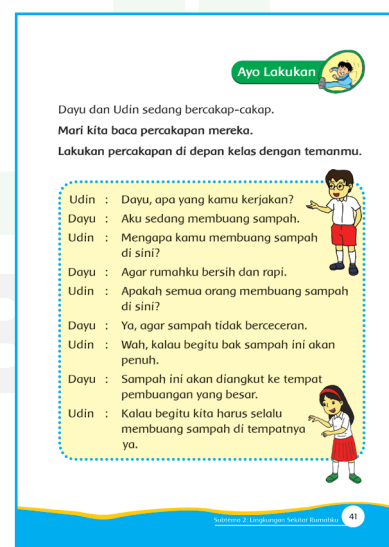 Ayo Lakukan
Dayu dan Udin sedang bercakap-cakap.
Mari kita baca percakapan mereka.
Lakukan percakapan di depan kelas dengan temanmu.
Udin : Dayu, apa yang kamu kerjakan?
Dayu : Aku sedang membuang sampah.
Udin : Mengapa kamu membuang sampah
di sini?
Dayu : Agar rumahku bersih dan rapi.
Udin : Apakah semua orang membuang sampah
di sini?
Dayu : Ya, agar sampah tidak berceceran.
Udin : Wah, kalau begitu bak sampah ini akan
penuh.
Dayu : Sampah ini akan diangkut ke tempat
pembuangan yang besar.
Udin : Kalau begitu kita harus selalu
membuang sampah di tempatnya
ya.
Subtema 2: Lingkungan Sekitar Rumahku 41